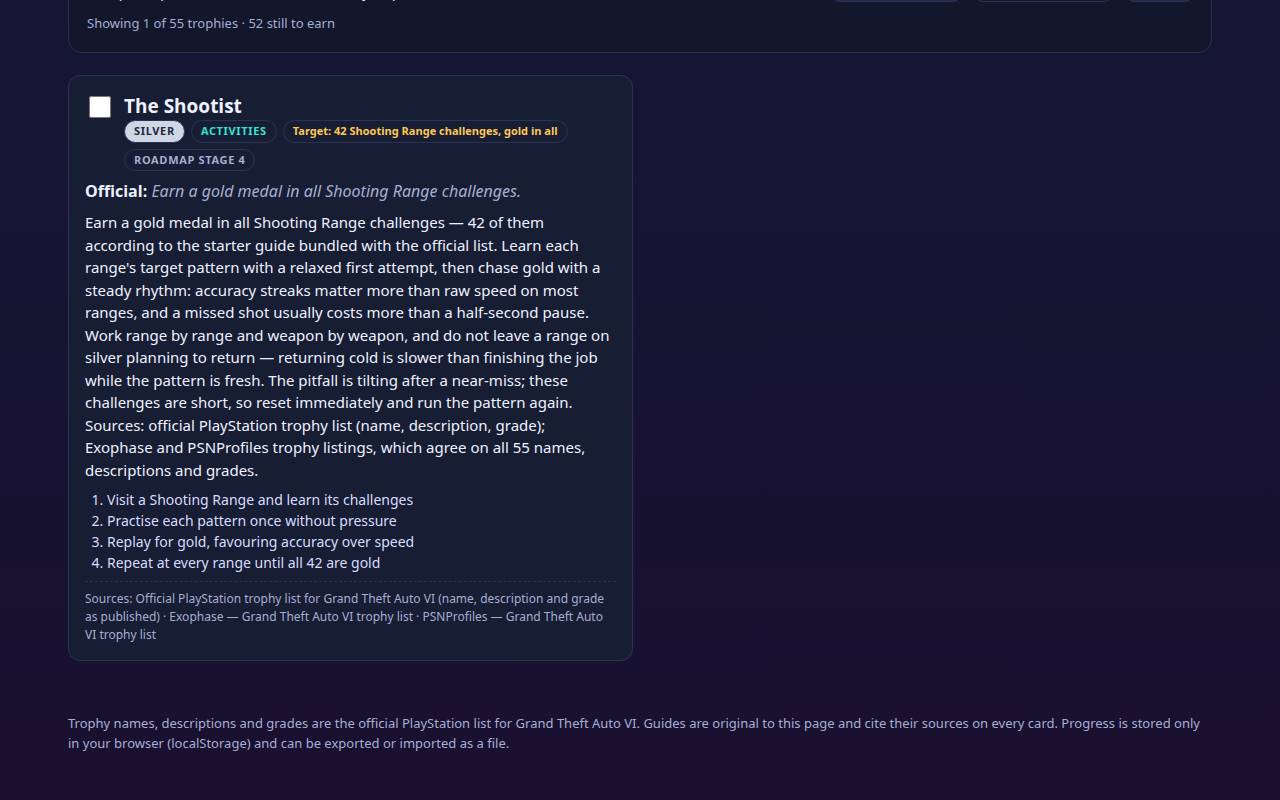 Showing 1 of 55 trophies · 52 still to earn
The Shootist
SILVER
ACTIVITIES
Target: 42 Shooting Range challenges, gold in all
ROADMAP STAGE 4
Official: Earn a gold medal in all Shooting Range challenges.
Earn a gold medal in all Shooting Range challenges — 42 of them
according to the starter guide bundled with the official list. Learn each
range's target pattern with a relaxed first attempt, then chase gold with a
steady rhythm: accuracy streaks matter more than raw speed on most
ranges, and a missed shot usually costs more than a half-second pause.
Work range by range and weapon by weapon, and do not leave a range on
silver planning to return — returning cold is slower than finishing the job
while the pattern is fresh. The pitfall is tilting after a near-miss; these
challenges are short, so reset immediately and run the pattern again.
Sources: official PlayStation trophy list (name, description, grade);
Exophase and PSNProfiles trophy listings, which agree on all 55 names,
descriptions and grades.
1. Visit a Shooting Range and learn its challenges
2. Practise each pattern once without pressure
3. Replay for gold, favouring accuracy over speed
4. Repeat at every range until all 42 are gold
Sources: Official PlayStation trophy list for Grand Theft Auto VI (name, description and grade
as published) · Exophase — Grand Theft Auto VI trophy list · PSNProfiles — Grand Theft Auto
VI trophy list
Trophy names, descriptions and grades are the official PlayStation list for Grand Theft Auto VI. Guides are original to this page and cite their sources on every card. Progress is stored only
in your browser (localStorage) and can be exported or imported as a file.